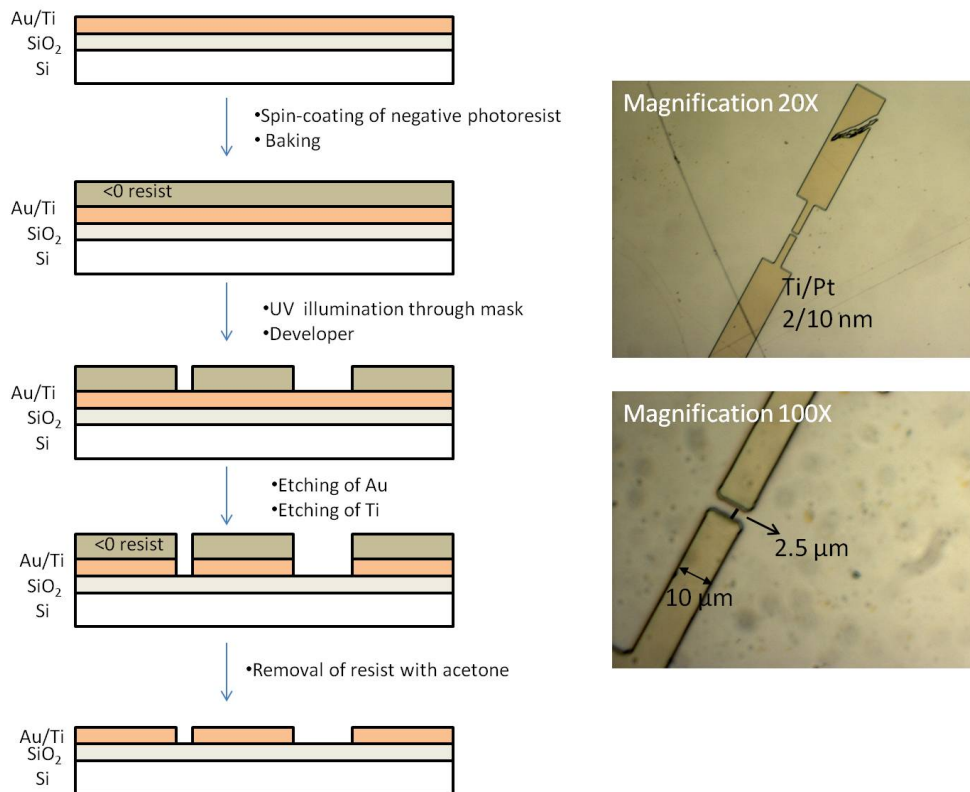 Au/Ti
SiO2
Si
•Spin-coating of negative photoresist
• Baking
<0 resist
Au/Ti
SiO2
Si
•UV illumination through mask
•Developer
Au/Ti
SiO2
Si
•Etching of Au
•Etching of Ti
<0 resist
Au/Ti
SiO2
Si
•Removal of resist with acetone
Au/Ti
SiO2
Si
Magnification 20X
Ti/Pt
2/10 nm
Magnification 100X
2.5 µm
10 µm